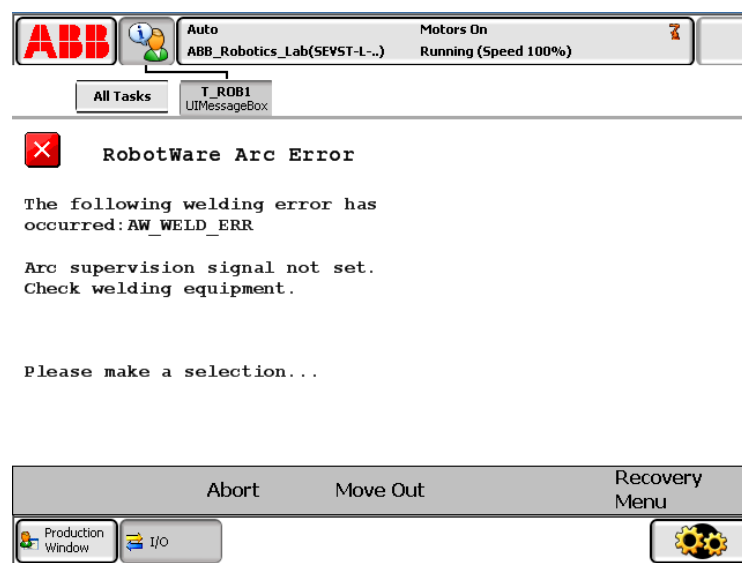 ABB
Auto
ABB_Robotics_Lab(SEVST-L-..)
Motors On
Running (Speed 100%)
All Tasks
T_ROB1
UIMessageBox
RobotWare Arc Error
The following welding error has
occurred:AW_WELD_ERR
Arc supervision signal not set.
Check welding equipment.
Please make a selection...
Abort
Move Out
Recovery
Menu
Production
Window
I/O